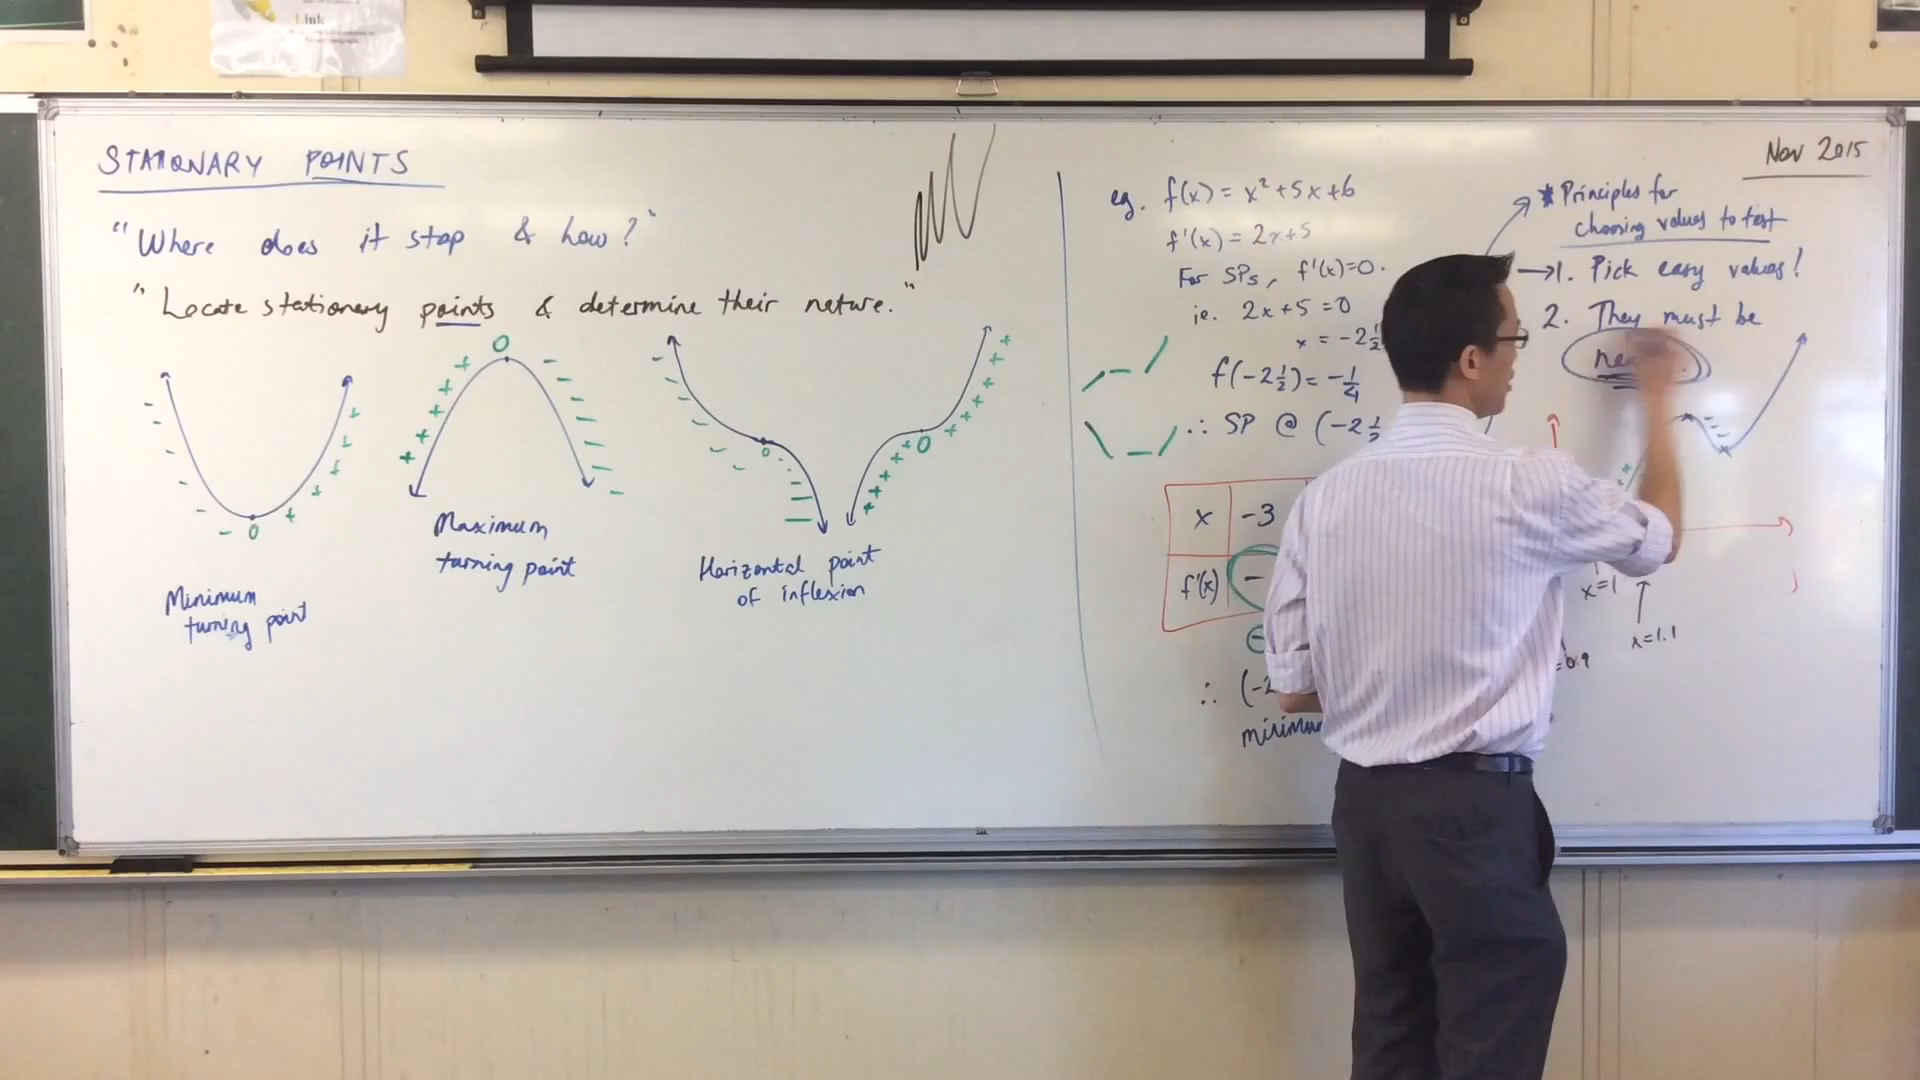 Link
STATIONARY POINTS
"Where does it stop & how?"
"Locate stationary points & determine their nature."
- - - - - 0 + + + + +
Minimum
turning point
+ + + + + 0 - - - - - - -
Maximum
turning point
0
0
Horizontal point
of inflexion
eg. f(x) = x² + 5x + 6
f'(x) = 2x + 5
For SPs, f'(x) = 0.
ie. 2x + 5 = 0
x = -2½
f(-2½) = -¼
∴ SP @ (-2½
x -3
f'(x) -
∴ (-2
minimum
Nov 2015
* Principles for
choosing values to test
→ 1. Pick easy values!
2. They must be
x=1
x=1.1
=0.9